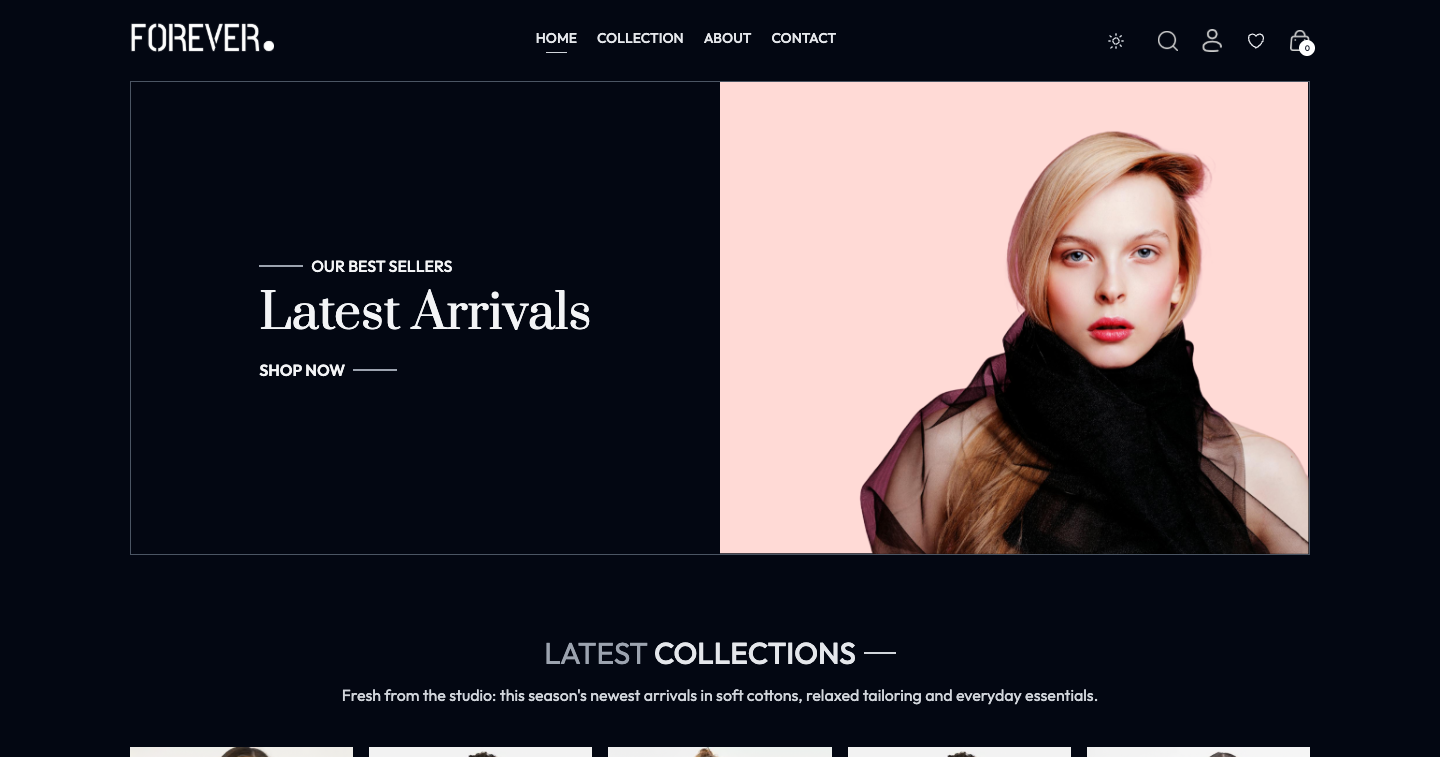 FOREVER.
HOME COLLECTION ABOUT CONTACT
0
OUR BEST SELLERS
Latest Arrivals
SHOP NOW
LATEST COLLECTIONS
Fresh from the studio: this season's newest arrivals in soft cottons, relaxed tailoring and everyday essentials.